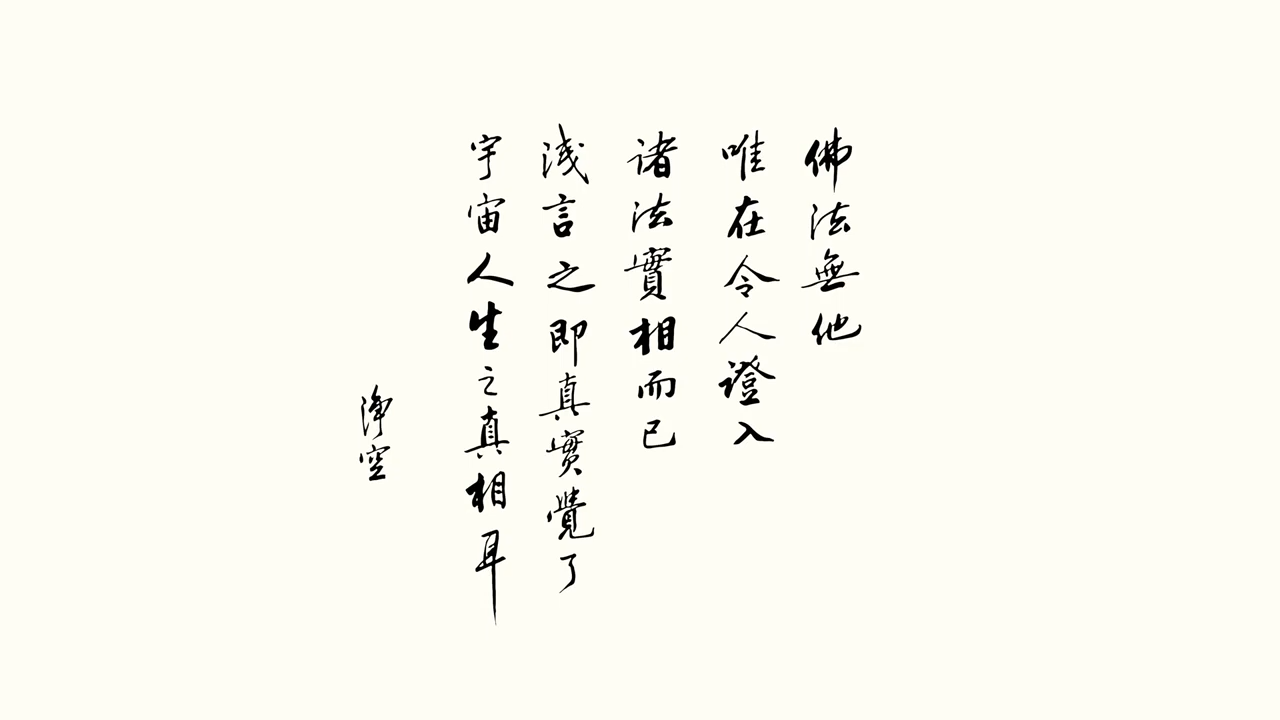 佛法無他
唯在令人證入
诸法實相而已
淺言之即真實覺了
宇宙人生之真相耳
淨空